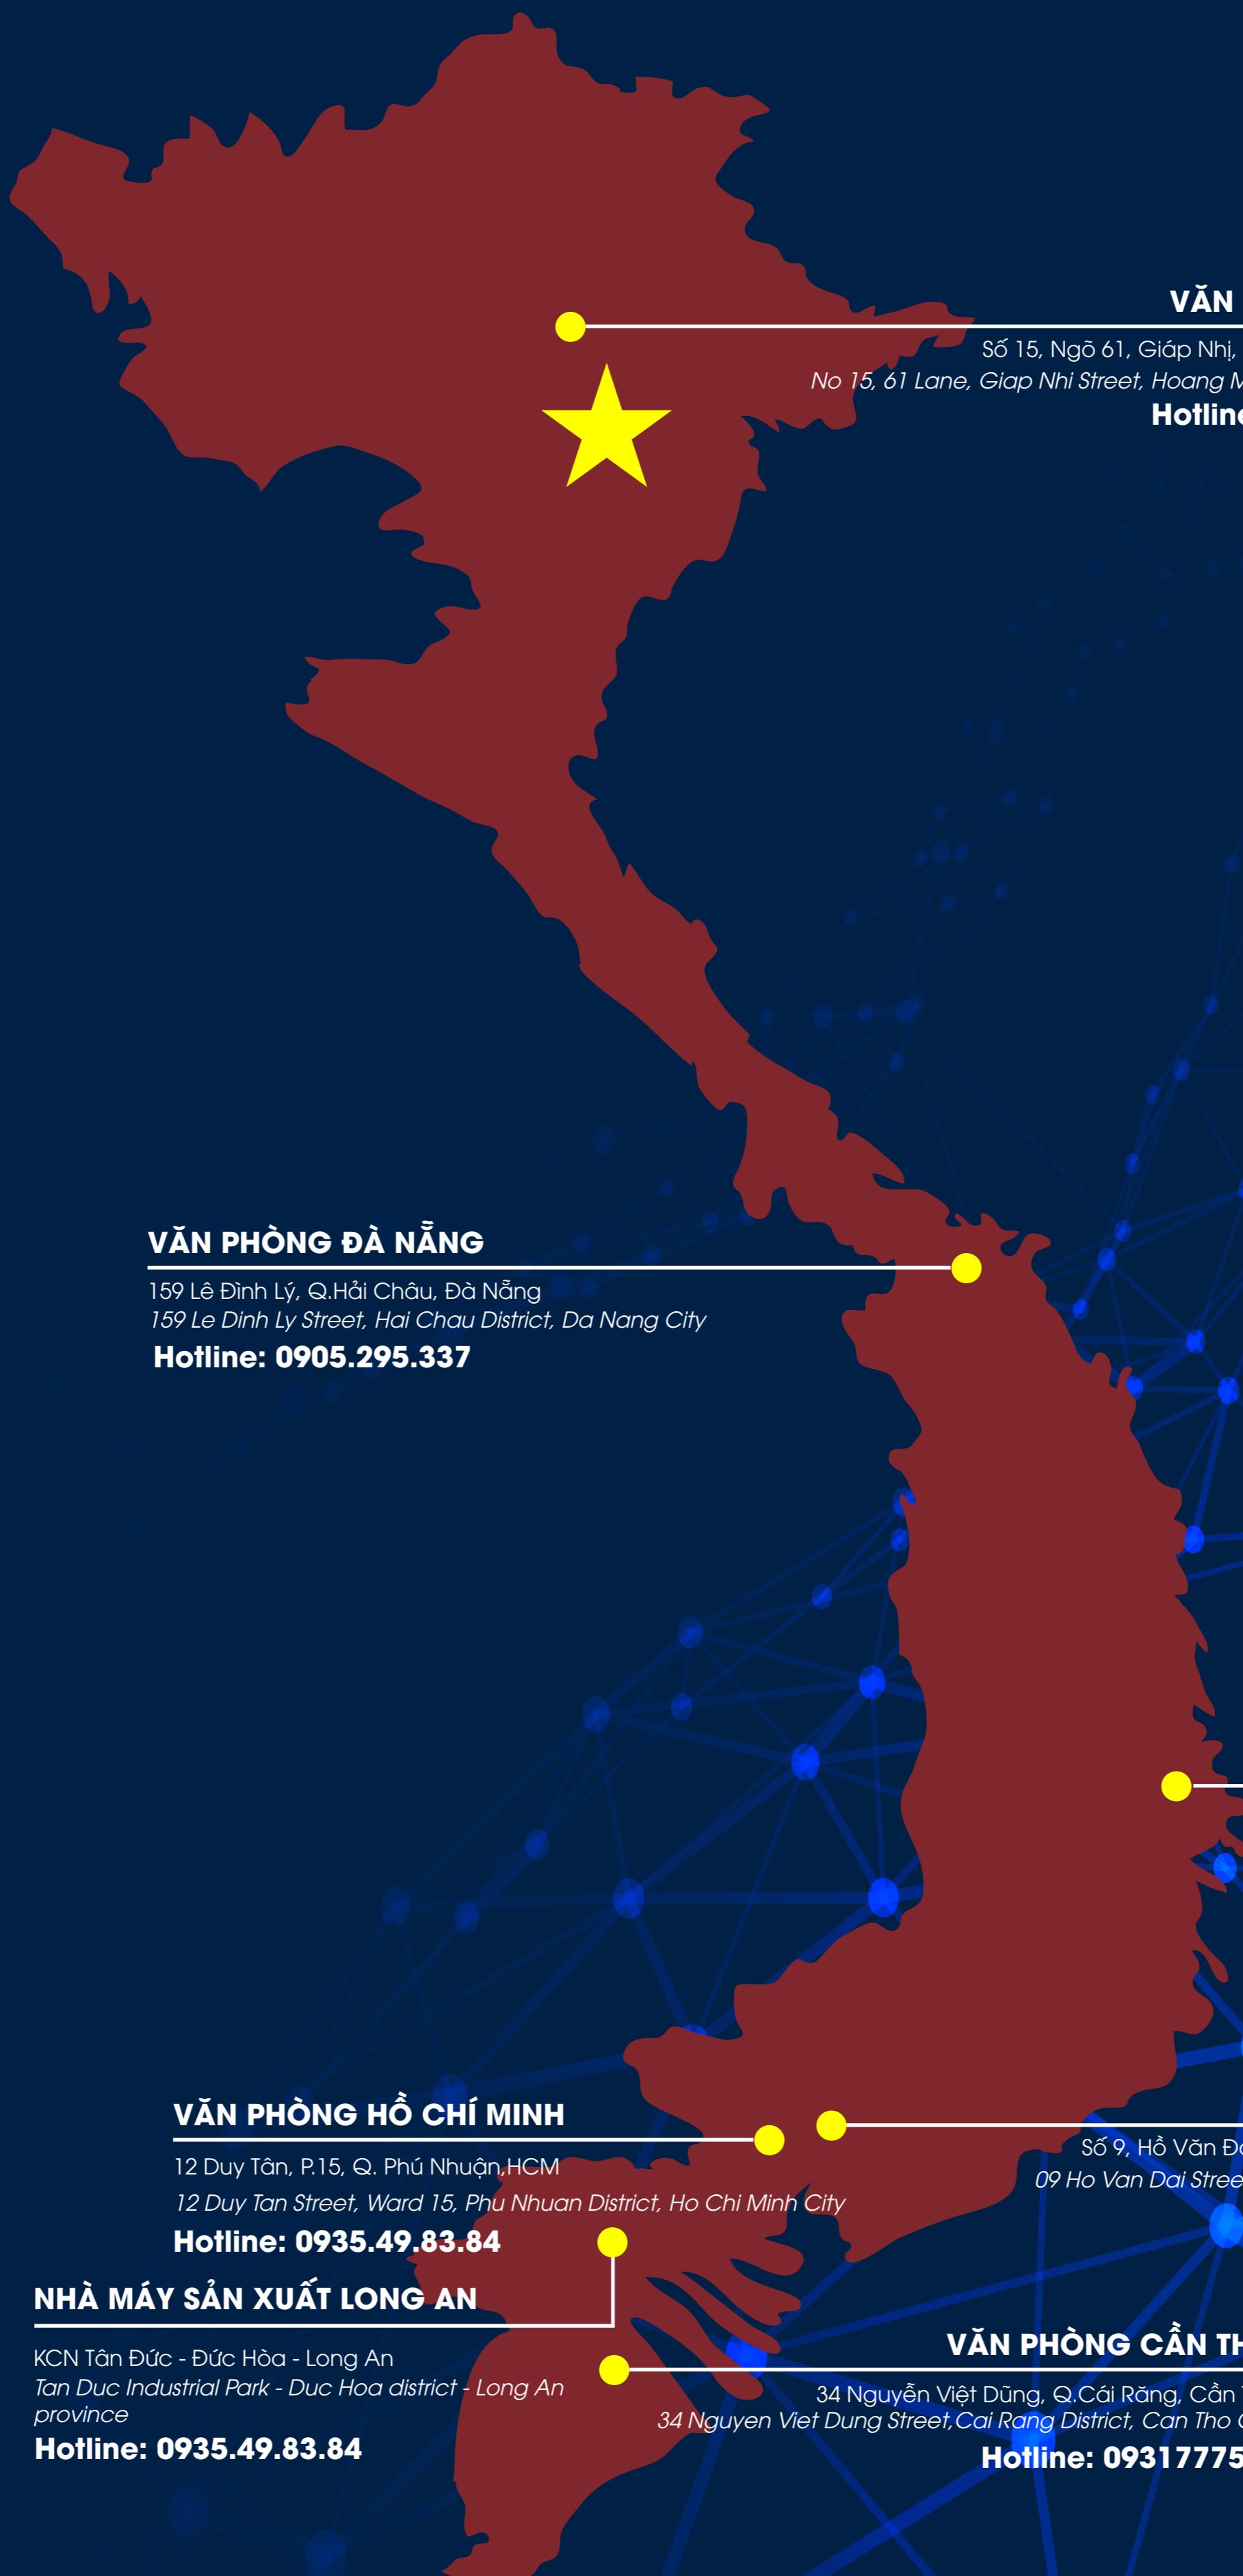 VĂN
Số 15, Ngõ 61, Giáp Nhị,
No 15, 61 Lane, Giap Nhi Street, Hoang
Hotline
VĂN PHÒNG ĐÀ NẴNG
159 Lê Đình Lý, Q.Hải Châu, Đà Nẵng
159 Le Dinh Ly Street, Hai Chau District, Da Nang City
Hotline: 0905.295.337
VĂN PHÒNG HỒ CHÍ MINH
12 Duy Tân, P.15, Q. Phú Nhuận,HCM
12 Duy Tan Street, Ward 15, Phu Nhuan District, Ho Chi Minh City
Hotline: 0935.49.83.84
Số 9, Hồ Văn
09 Ho Van Dai
NHÀ MÁY SẢN XUẤT LONG AN
KCN Tân Đức - Đức Hòa - Long An
Tan Duc Industrial Park - Duc Hoa district - Long An
province
Hotline: 0935.49.83.84
VĂN PHÒNG CẦN
34 Nguyễn Việt Dũng, Q.Cái Răng, Cần
34 Nguyen Viet Dung Street,Cai Rang District, Can Tho
Hotline: 09317775